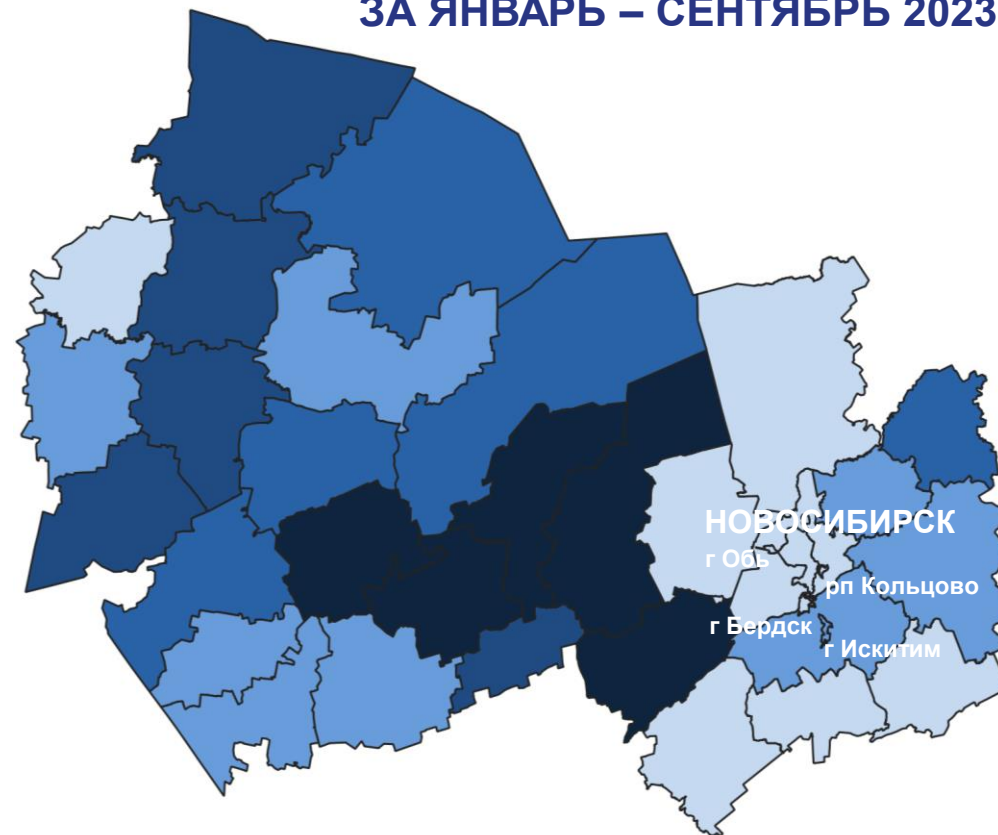 ЗА ЯНВАРЬ – СЕНТЯБРЬ 2023
НОВОСИБИРСК
г Обь
рп Кольцово
г Бердск
г Искитим